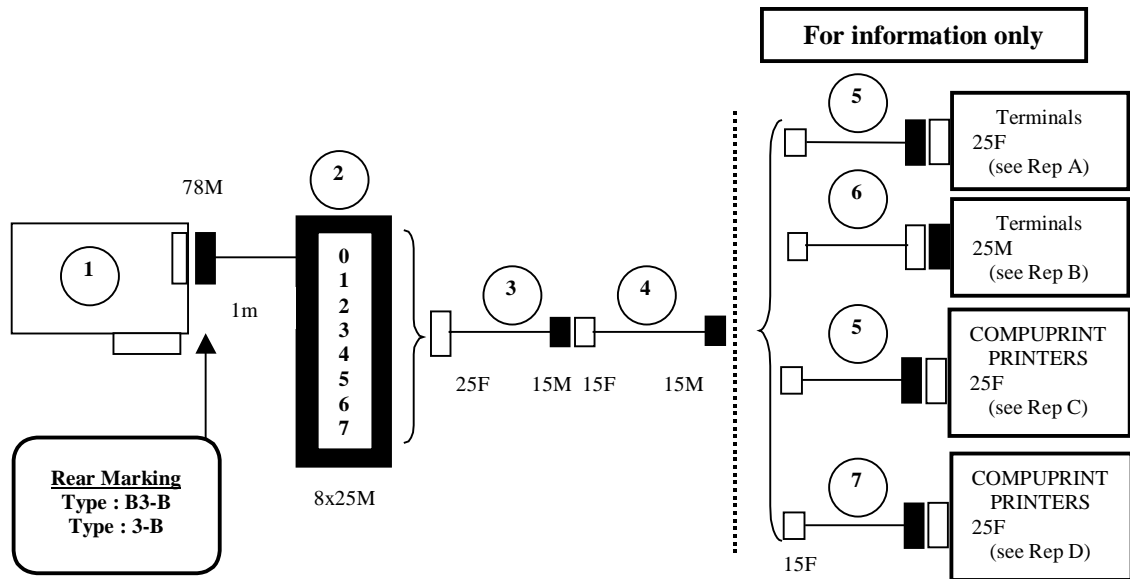 For information only
5
Terminals
25F
(see Rep A)
78M
2
6
Terminals
25M
(see Rep B)
1
0
1
2
3
4
5
6
7
1m
3
4
25F
15M
15F
15M
5
COMPUPRINT
PRINTERS
25F
(see Rep C)
Rear Marking
Type : B3-B
Type : 3-B
8x25M
7
15F
COMPUPRINT
PRINTERS
25F
(see Rep D)